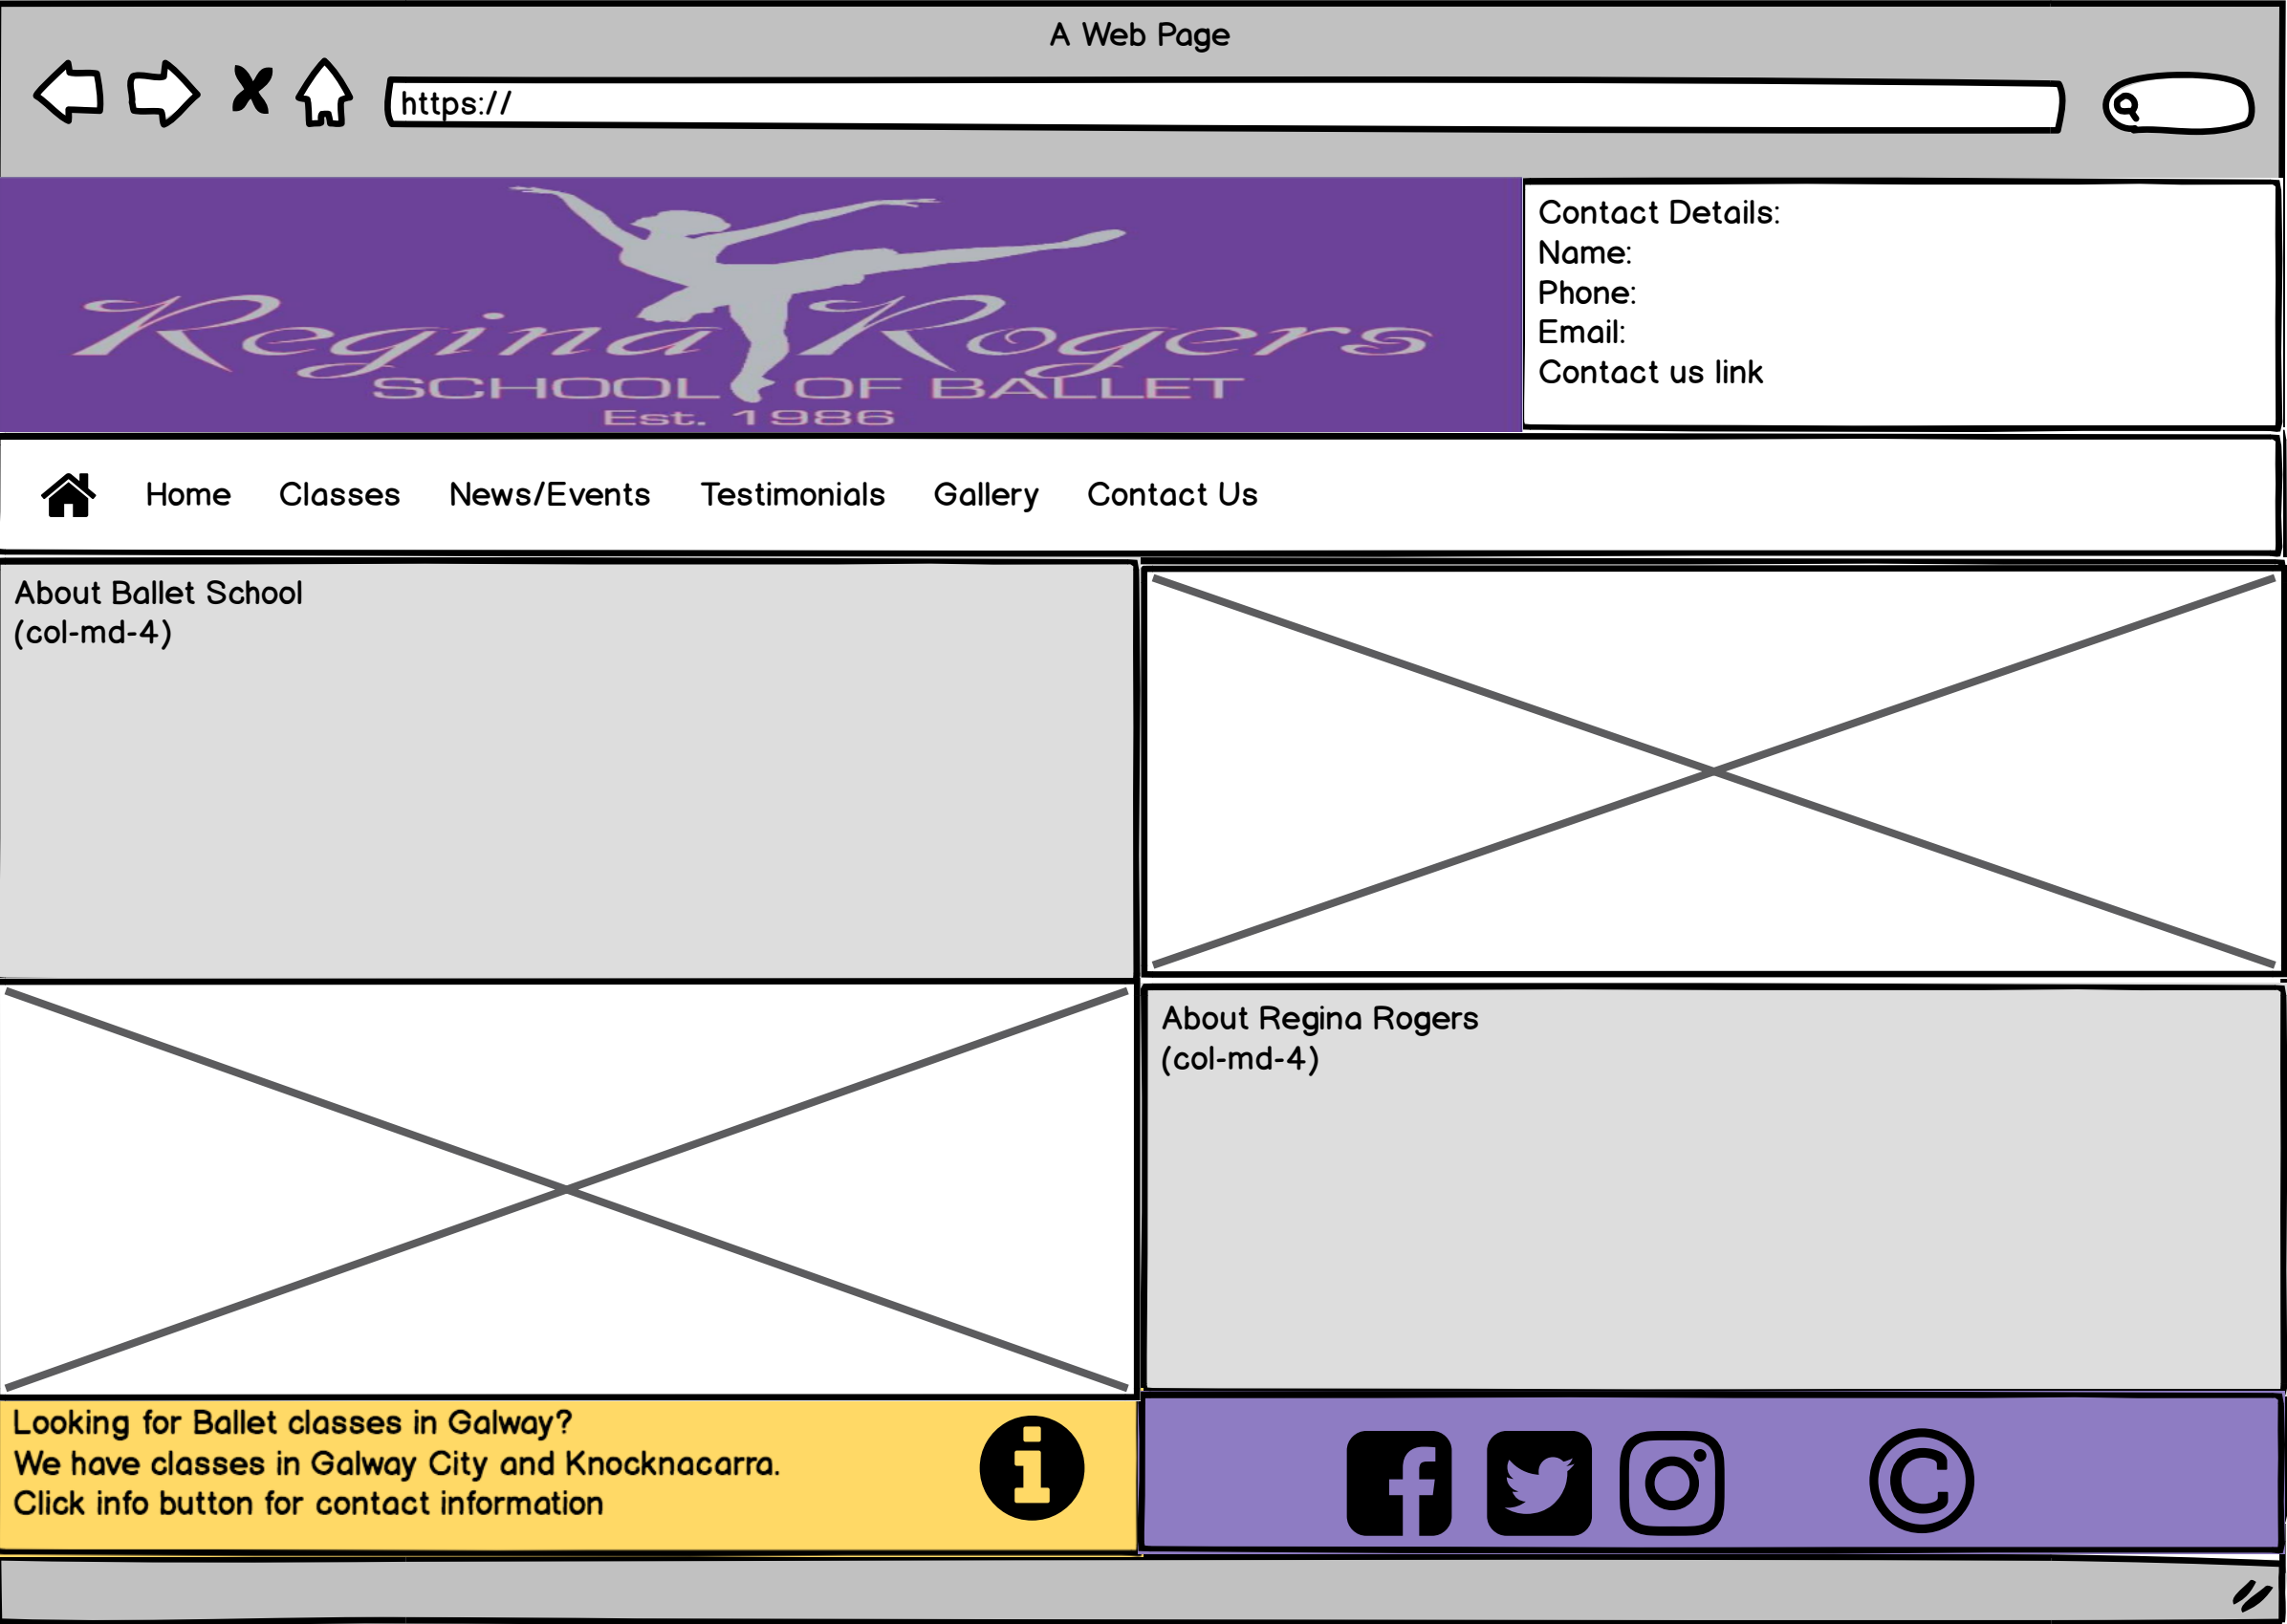 A Web Page
https://
Regina Rogers
SCHOOL OF BALLET
Est. 1986
Contact Details:
Name:
Phone:
Email:
Contact us link
Home Classes News/Events Testimonials Gallery Contact Us
About Ballet School
(col-md-4)
About Regina Rogers
(col-md-4)
Looking for Ballet classes in Galway?
We have classes in Galway City and Knocknacarra.
Click info button for contact information